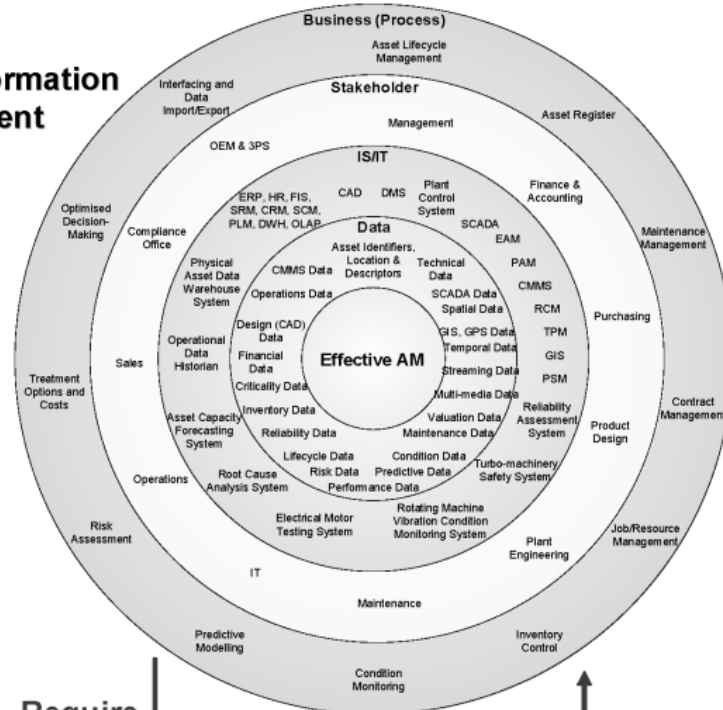 ormation
ent
Business (Process)
Asset Lifecycle
Management
Interfacing and
Data
Import/Export
Asset Register
Optimised
Decision-
Making
Maintenance
Management
Treatment
Options and
Costs
Contract
Management
Risk
Assessment
Job/Resource
Management
Predictive
Modelling
Inventory
Control
Condition
Monitoring
Stakeholder
Management
OEM & 3PS
Finance &
Accounting
Compliance
Office
Purchasing
Sales
Product
Design
Operations
Plant
Engineering
IT
Maintenance
IS/IT
ERP, HR, FIS,
SRM, CRM, SCM,
PLM, DWH, OLAP
CAD
DMS
Plant
Control
System
SCADA
EAM
PAM
CMMS
RCM
TPM
GIS
PSM
Reliability
Assessment
System
Turbo-machinery
Safety System
Rotating Machine
Vibration Condition
Monitoring System
Electrical Motor
Testing System
Root Cause
Analysis System
Asset Capacity
Forecasting
System
Operational
Data
Historian
Physical
Asset Data
Warehouse
System
Data
Asset Identifiers,
Location &
Descriptors
Technical
Data
SCADA Data
Spatial Data
GIS, GPS Data
Temporal Data
Streaming Data
Multi-media Data
Valuation Data
Maintenance Data
Condition Data
Predictive Data
Performance Data
Risk Data
Lifecycle Data
Reliability Data
Inventory Data
Criticality Data
Financial
Data
Design (CAD)
Data
Operations Data
CMMS Data
Effective AM
Require